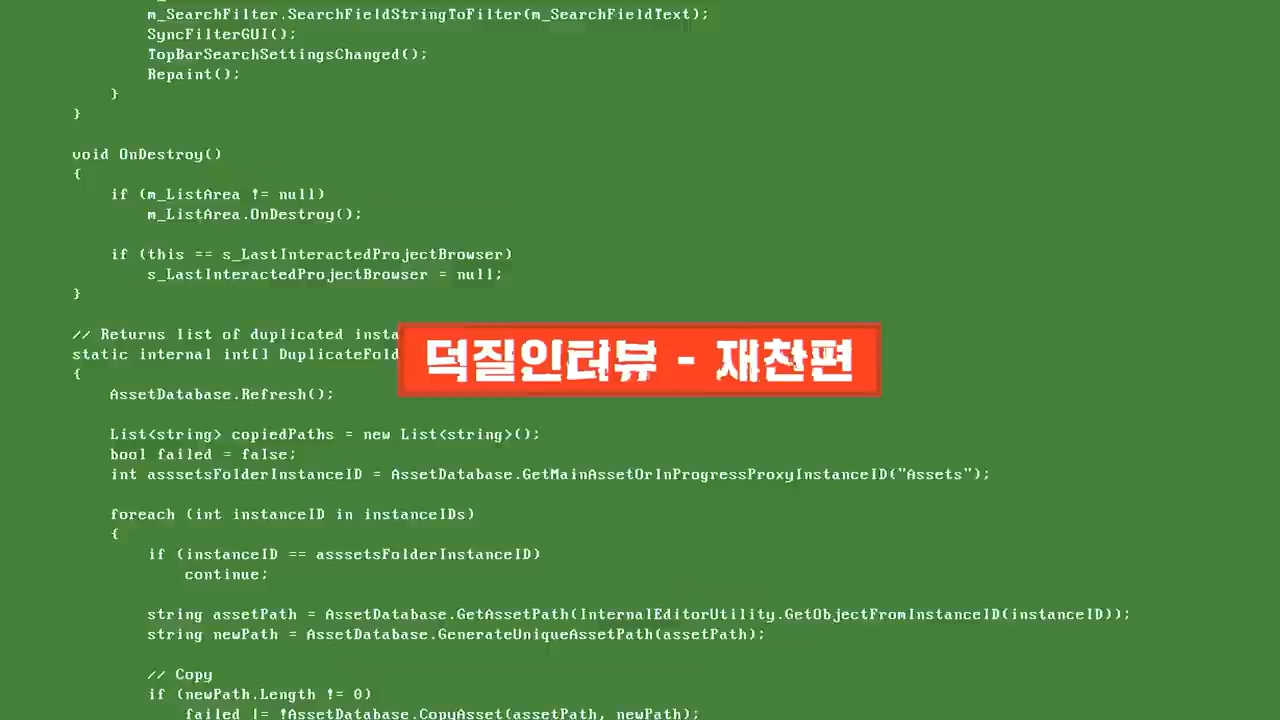 m_SearchFilter.SearchFieldStringToFilter(m_SearchFieldText);
SyncFilterGUI();
TopBarSearchSettingsChanged();
Repaint();
}
}
void OnDestroy()
{
if (m_ListArea != null)
m_ListArea.OnDestroy();
if (this == s_LastInteractedProjectBrowser)
s_LastInteractedProjectBrowser = null;
}
// Returns list of duplicated
static internal int[]
덕질인터뷰 - 재찬편
{
AssetDatabase.Refresh();
List<string> copiedPaths = new List<string>();
bool failed = false;
int asssetsFolderInstanceID = AssetDatabase.GetMainAssetOrInProgressProxyInstanceID("Assets");
foreach (int instanceID in instanceIDs)
{
if (instanceID == asssetsFolderInstanceID)
continue;
string assetPath = AssetDatabase.GetAssetPath(InternalEditorUtility.GetObjectFromInstanceID(instanceID));
string newPath = AssetDatabase.GenerateUniqueAssetPath(assetPath);
// Copy
if (newPath.Length != 0)
failed |= !AssetDatabase.CopyAsset(assetPath, newPath);